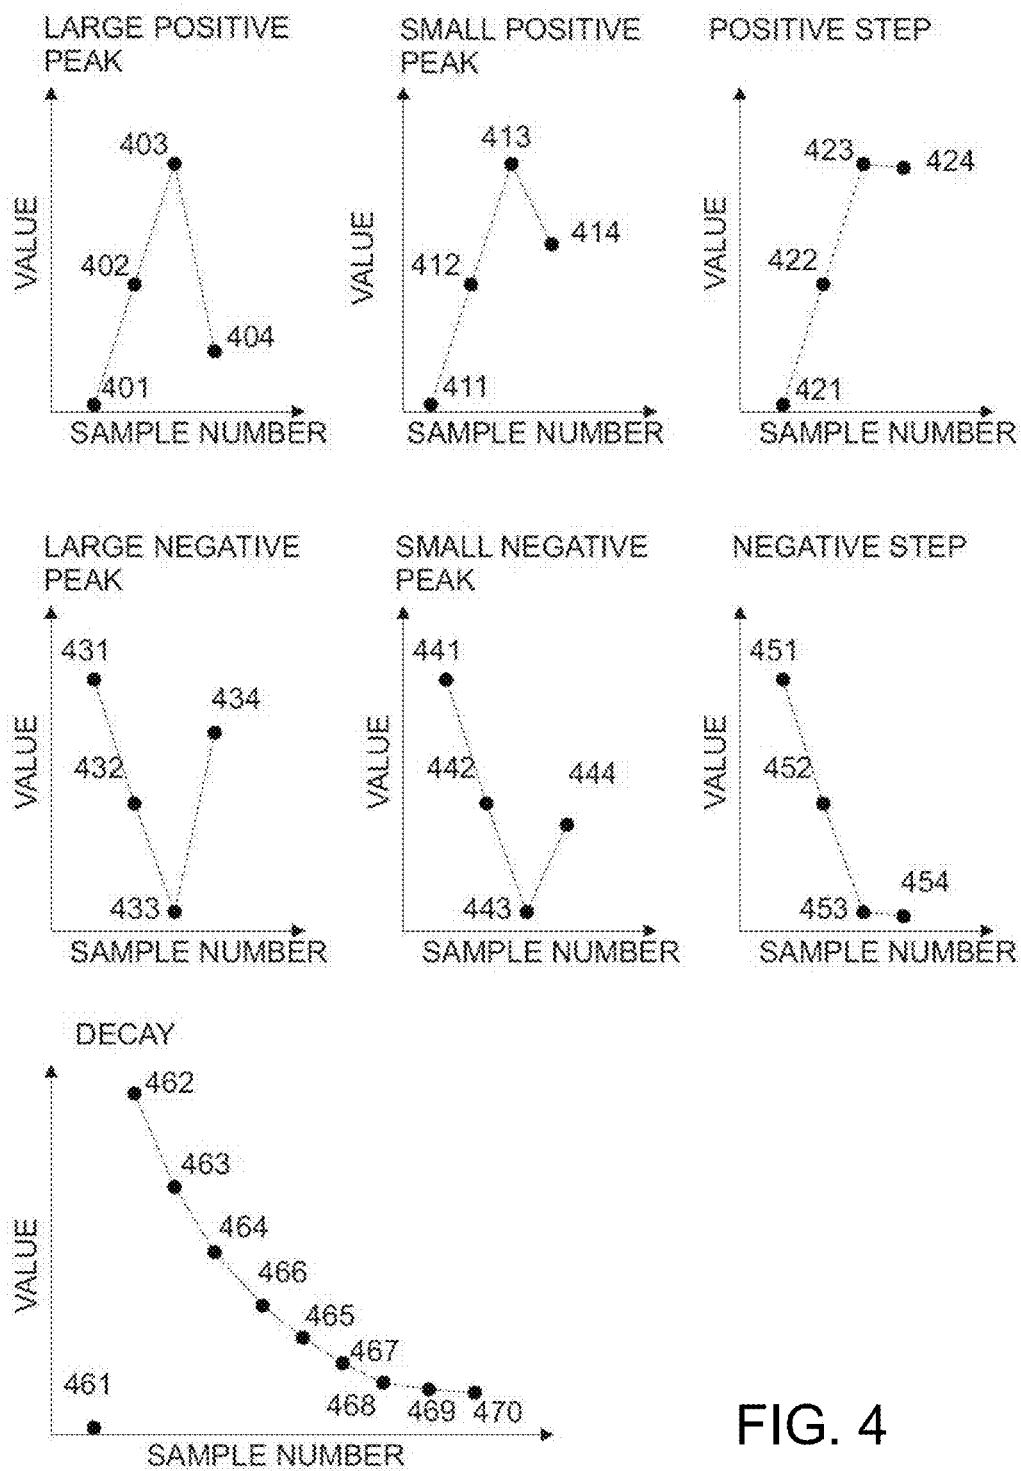 LARGE POSITIVE
PEAK
VALUE
403
402
404
401
SAMPLE NUMBER
SMALL POSITIVE
PEAK
VALUE
413
414
412
411
SAMPLE NUMBER
POSITIVE STEP
VALUE
423
424
422
421
SAMPLE NUMBER
LARGE NEGATIVE
PEAK
VALUE
431
434
432
433
SAMPLE NUMBER
SMALL NEGATIVE
PEAK
VALUE
441
442
444
443
SAMPLE NUMBER
NEGATIVE STEP
VALUE
451
452
453
454
SAMPLE NUMBER
DECAY
VALUE
462
463
464
466
465
467
461
468
469
470
SAMPLE NUMBER
FIG. 4